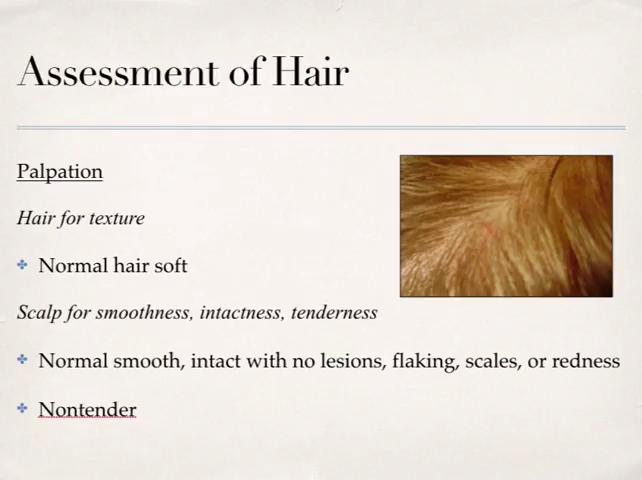 Assessment of Hair
Palpation
Hair for texture
Normal hair soft
Scalp for smoothness, intactness, tenderness
Normal smooth, intact with no lesions, flaking, scales, or redness
Nontender